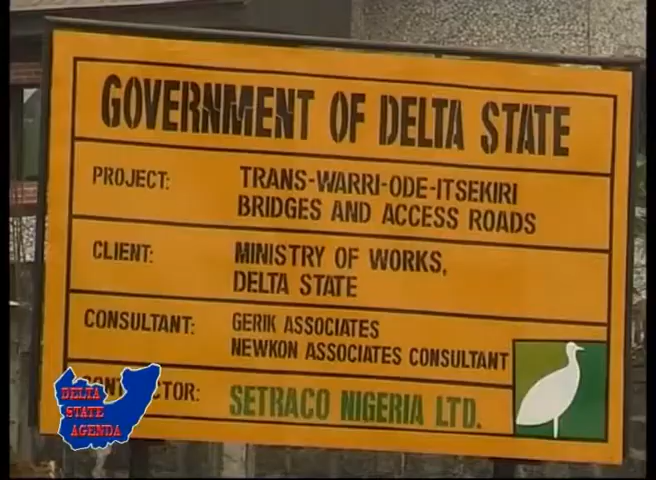 GOVERNMENT OF DELTA STATE
PROJECT: TRANS-WARRI-ODE-ITSEKIRI
BRIDGES AND ACCESS ROADS
CLIENT: MINISTRY OF WORKS,
DELTA STATE
CONSULTANT: GERIK ASSOCIATES
NEWKON ASSOCIATES CONSULTANT
CONTRACTOR: SETRACO NIGERIA LTD.
DELTA
STATE
AGENDA